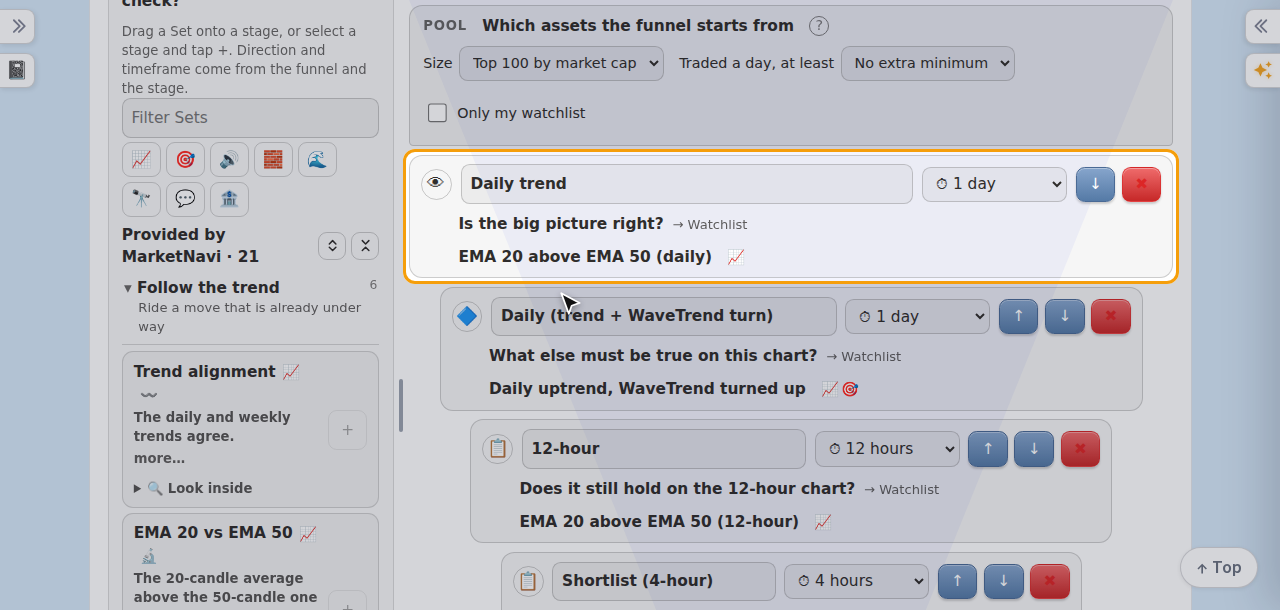 check?
Drag a Set onto a stage, or select a
stage and tap +. Direction and
timeframe come from the funnel and
the stage.
Filter Sets
Provided by
MarketNavi · 21
▼ Follow the trend 6
Ride a move that is already under
way
Trend alignment
The daily and weekly
trends agree.
more...
+
▶ Look inside
EMA 20 vs EMA 50
The 20-candle average
above the 50-candle one
+
POOL Which assets the funnel starts from ?
Size Top 100 by market cap Traded a day, at least No extra minimum
Only my watchlist
Daily trend 1 day ↓ ✖
Is the big picture right? → Watchlist
EMA 20 above EMA 50 (daily)
Daily (trend + WaveTrend turn) 1 day ↑ ↓ ✖
What else must be true on this chart? → Watchlist
Daily uptrend, WaveTrend turned up
12-hour 12 hours ↑ ↓ ✖
Does it still hold on the 12-hour chart? → Watchlist
EMA 20 above EMA 50 (12-hour)
Shortlist (4-hour) 4 hours ↑ ↓ ✖
↑ Top